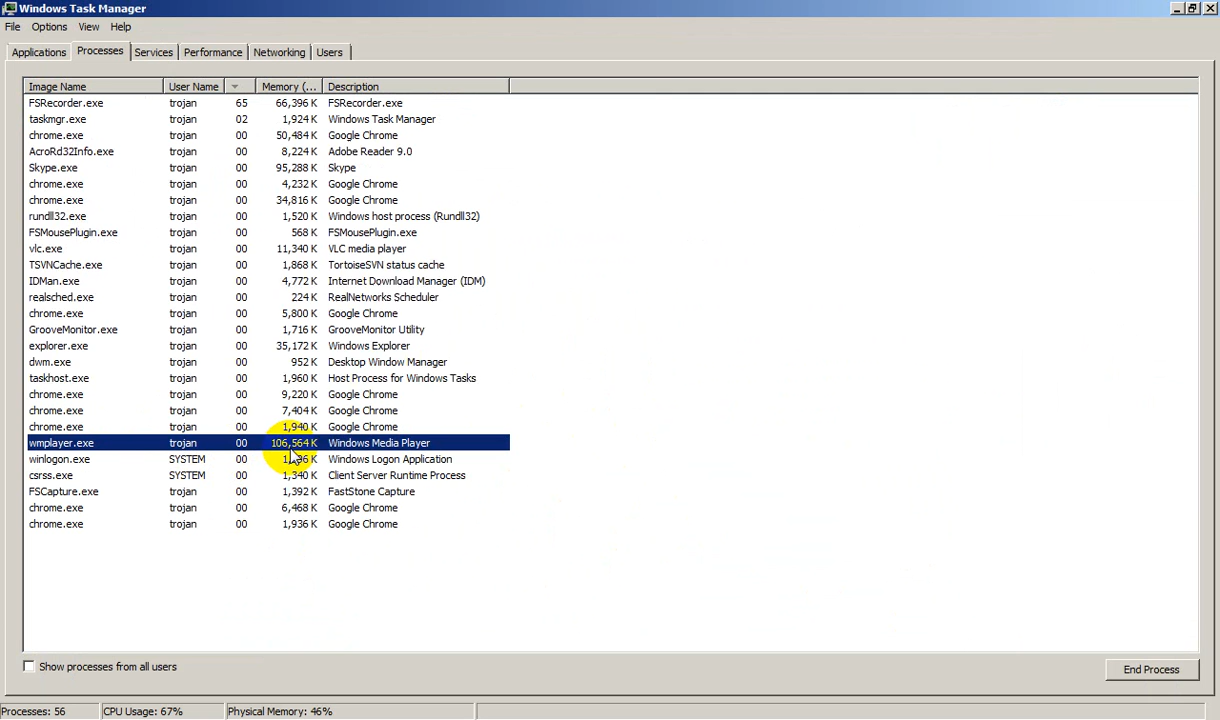 Windows Task Manager
File Options View Help
Applications Processes Services Performance Networking Users
Image Name User Name Memory (... Description
FSRecorder.exe trojan 65 66,396 K FSRecorder.exe
taskmgr.exe trojan 02 1,924 K Windows Task Manager
chrome.exe trojan 00 50,484 K Google Chrome
AcroRd32Info.exe trojan 00 8,224 K Adobe Reader 9.0
Skype.exe trojan 00 95,288 K Skype
chrome.exe trojan 00 4,232 K Google Chrome
chrome.exe trojan 00 34,816 K Google Chrome
rundll32.exe trojan 00 1,520 K Windows host process (Rundll32)
FSMousePlugin.exe trojan 00 568 K FSMousePlugin.exe
vlc.exe trojan 00 11,340 K VLC media player
TSVNCache.exe trojan 00 1,868 K TortoiseSVN status cache
IDMan.exe trojan 00 4,772 K Internet Download Manager (IDM)
realsched.exe trojan 00 224 K RealNetworks Scheduler
chrome.exe trojan 00 5,800 K Google Chrome
GrooveMonitor.exe trojan 00 1,716 K GrooveMonitor Utility
explorer.exe trojan 00 35,172 K Windows Explorer
dwm.exe trojan 00 952 K Desktop Window Manager
taskhost.exe trojan 00 1,960 K Host Process for Windows Tasks
chrome.exe trojan 00 9,220 K Google Chrome
chrome.exe trojan 00 7,404 K Google Chrome
chrome.exe trojan 00 1,940 K Google Chrome
wmplayer.exe trojan 00 106,564 K Windows Media Player
winlogon.exe SYSTEM 00 K Windows Logon Application
csrss.exe SYSTEM 00 1,340 K Client Server Runtime Process
FSCapture.exe trojan 00 1,392 K FastStone Capture
chrome.exe trojan 00 6,468 K Google Chrome
chrome.exe trojan 00 1,936 K Google Chrome
Show processes from all users
End Process
Processes: 56 CPU Usage: 67% Physical Memory: 46%